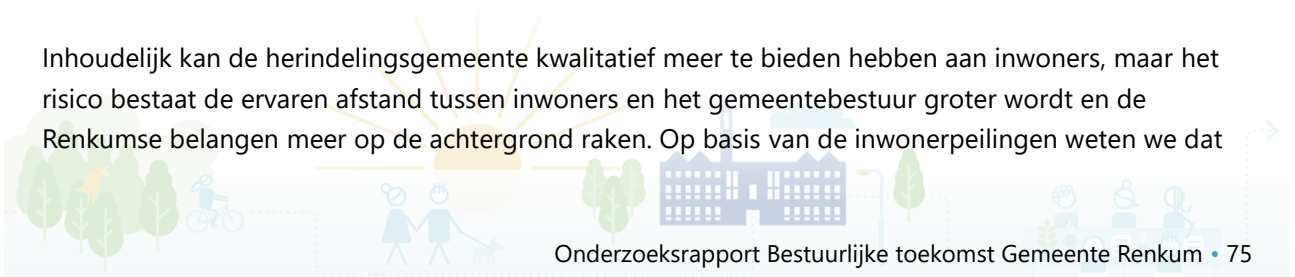 Inhoudelijk kan de herindelingsgemeente kwalitatief meer te bieden hebben aan inwoners, maar het
risico bestaat de ervaren afstand tussen inwoners en het gemeentebestuur groter wordt en de
Renkumse belangen meer op de achtergrond raken. Op basis van de inwonerpeilingen weten we dat
Onderzoeksrapport Bestuurlijke toekomst Gemeente Renkum • 75